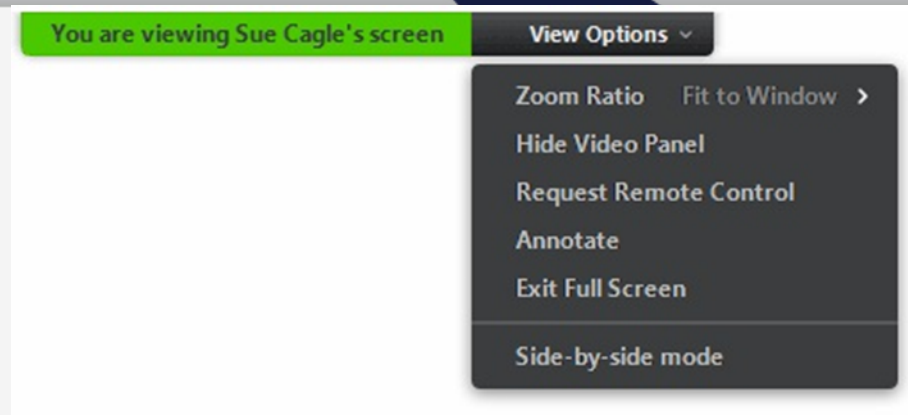 You are viewing Sue Cagle's screen View Options
Zoom Ratio Fit to Window
Hide Video Panel
Request Remote Control
Annotate
Exit Full Screen
Side-by-side mode